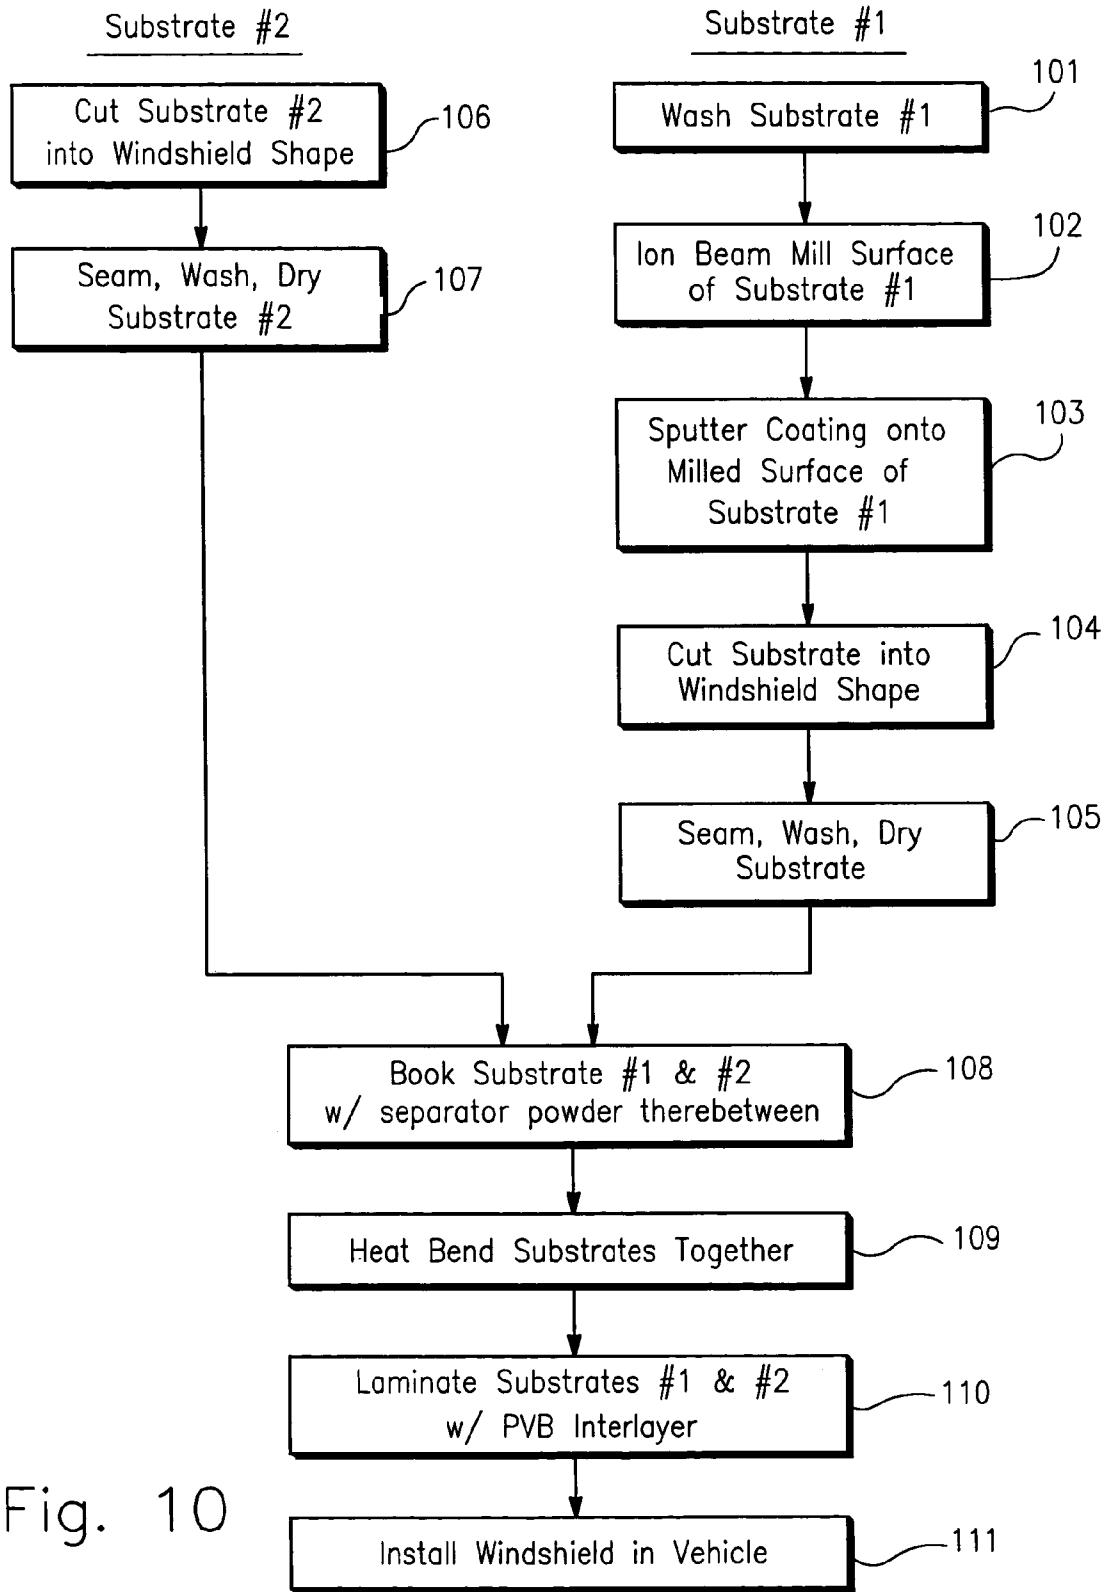 Substrate #2
Cut Substrate #2
into Windshield Shape
106
Seam, Wash, Dry
Substrate #2
107
Substrate #1
Wash Substrate #1
101
Ion Beam Mill Surface
of Substrate #1
102
Sputter Coating onto
Milled Surface of
Substrate #1
103
Cut Substrate into
Windshield Shape
104
Seam, Wash, Dry
Substrate
105
Book Substrate #1 & #2
w/ separator powder therebetween
108
Heat Bend Substrates Together
109
Laminate Substrates #1 & #2
w/ PVB Interlayer
110
Install Windshield in Vehicle
111
Fig. 10